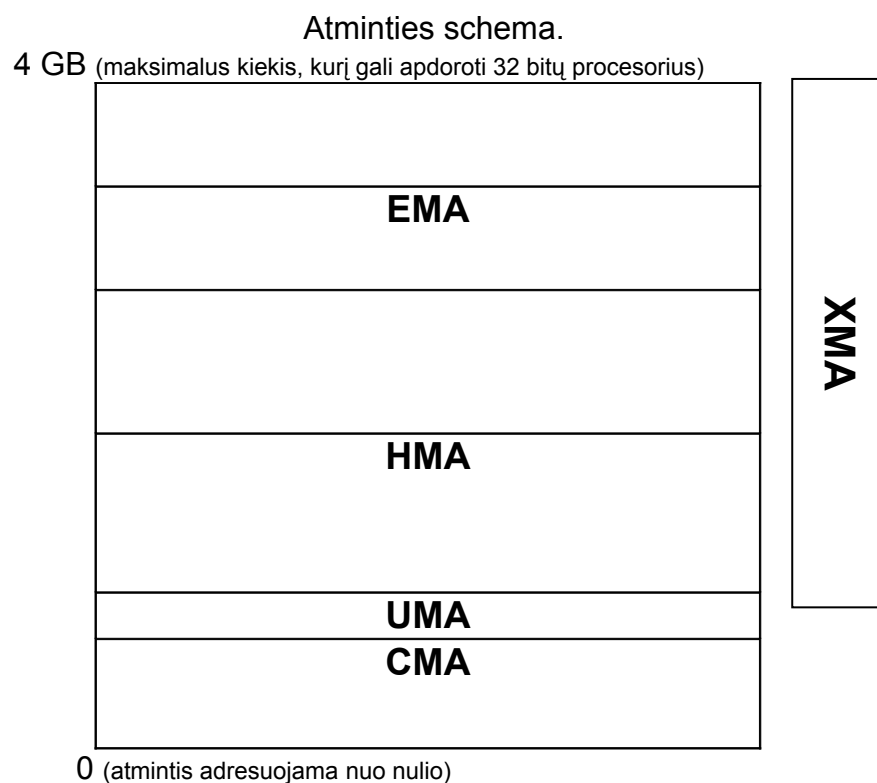 Atminties schema.
4 GB (maksimalus kiekis, kurį gali apdoroti 32 bitų procesorius)
EMA
XMA
HMA
UMA
CMA
0 (atmintis adresuojama nuo nulio)